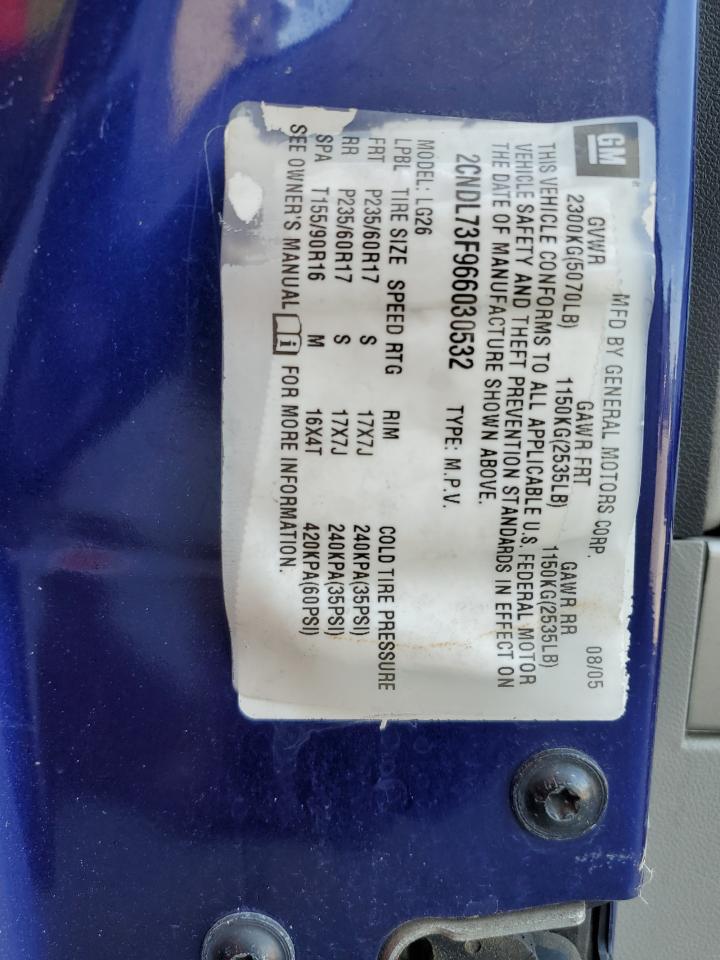 GM
MFD BY GENERAL MOTORS CORP. 08/05
GVWR GAWR FRT GAWR RR
2300KG(5070LB) 1150KG(2535LB) 1150KG(2535LB)
THIS VEHICLE CONFORMS TO ALL APPLICABLE U.S. FEDERAL MOTOR
VEHICLE SAFETY AND THEFT PREVENTION STANDARDS IN EFFECT ON
THE DATE OF MANUFACTURE SHOWN ABOVE.
2CNDL73F966030532 TYPE: M.P.V.
MODEL: LG26
LPBL TIRE SIZE SPEED RTG RIM COLD TIRE PRESSURE
FRT P235/60R17 S 17X7J 240KPA(35PSI)
RR P235/60R17 S 17X7J 240KPA(35PSI)
SPA T155/90R16 M 16X4T 420KPA(60PSI)
SEE OWNER'S MANUAL i FOR MORE INFORMATION.